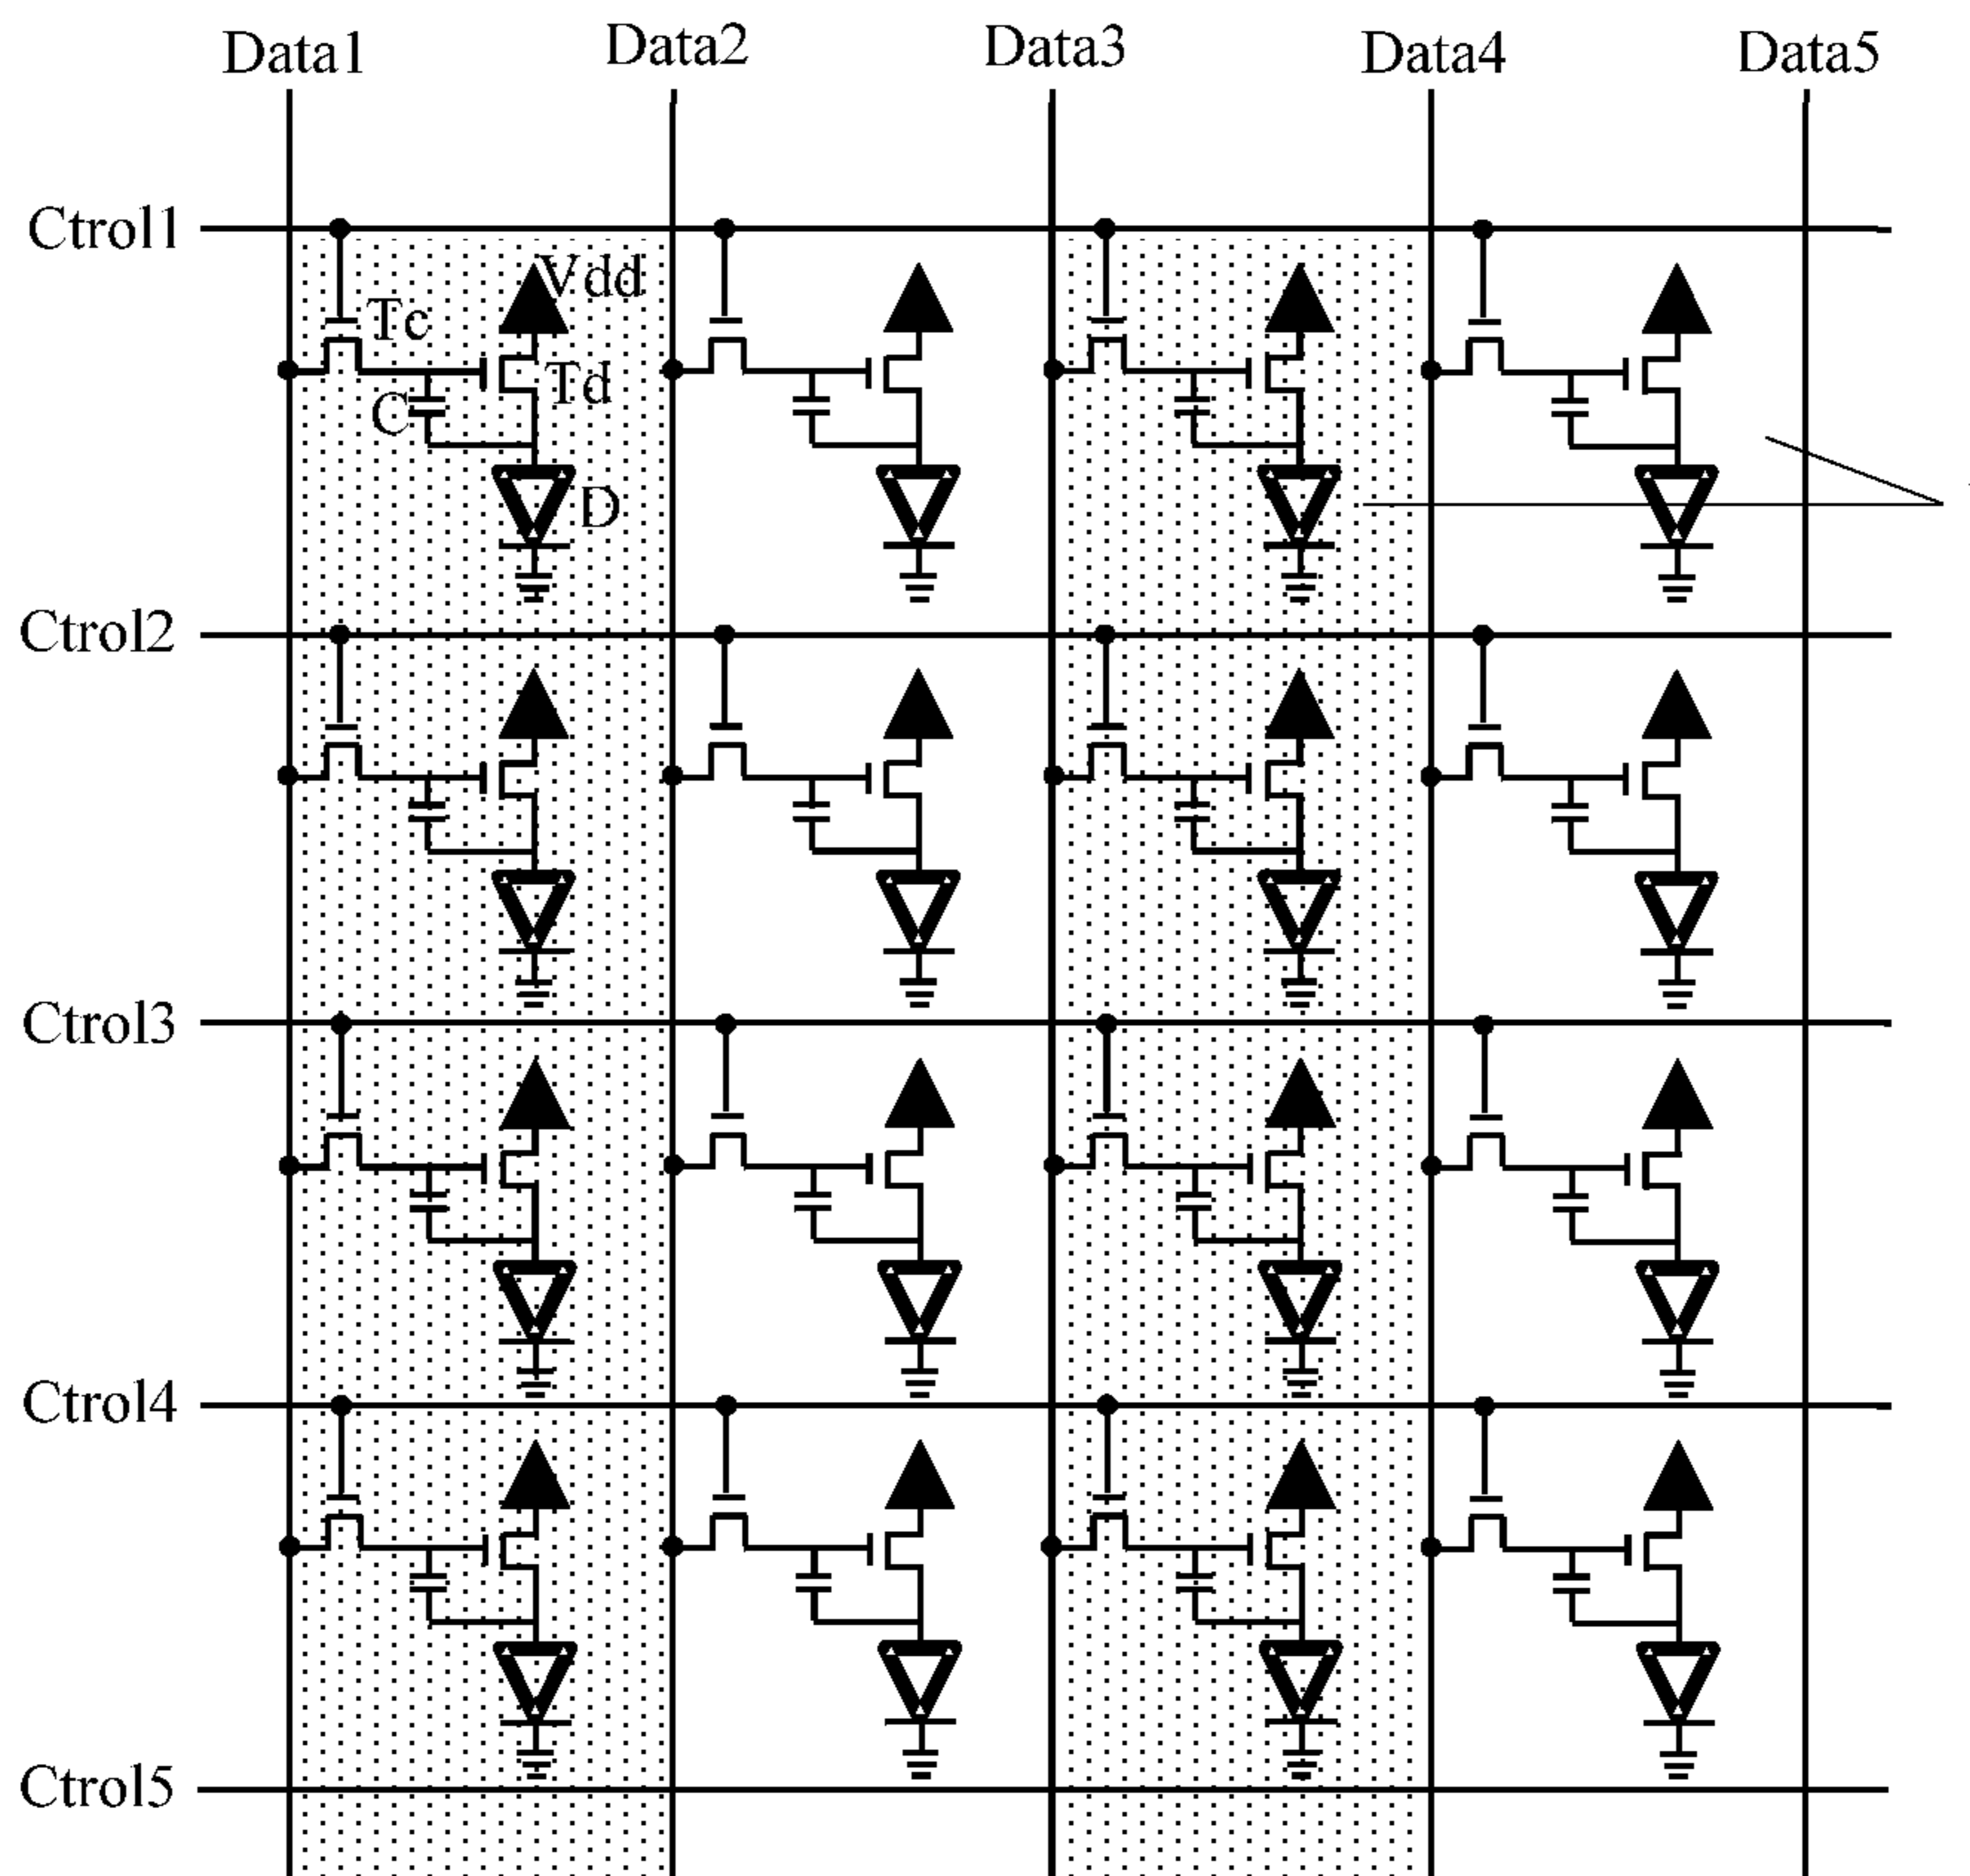 Data1 Data2 Data3 Data4 Data5
Ctrol1
Vdd
Tc
Td
C
D
Ctrol2
Ctrol3
Ctrol4
Ctrol5